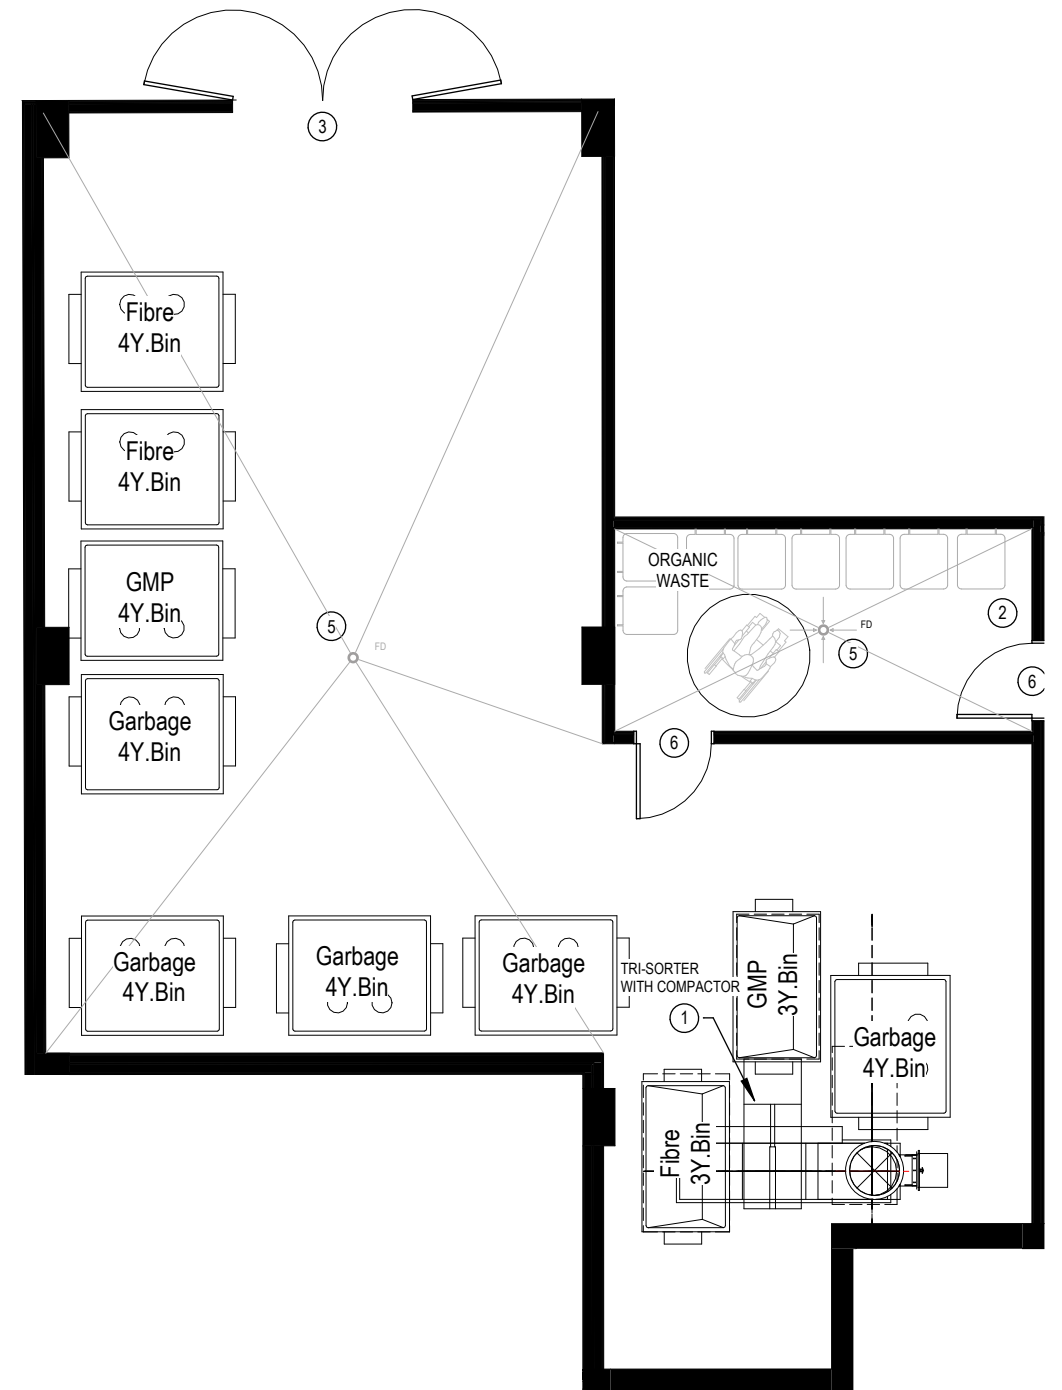 3
Fibre
4Y.Bin
Fibre
4Y.Bin
GMP
4Y.Bin
Garbage
4Y.Bin
5
FD
ORGANIC
WASTE
2
FD
5
6
6
Garbage
4Y.Bin
Garbage
4Y.Bin
Garbage
4Y.Bin
TRI-SORTER
WITH COMPACTOR
1
GMP
3Y.Bin
Garbage
4Y.Bin
Fibre
3Y.Bin